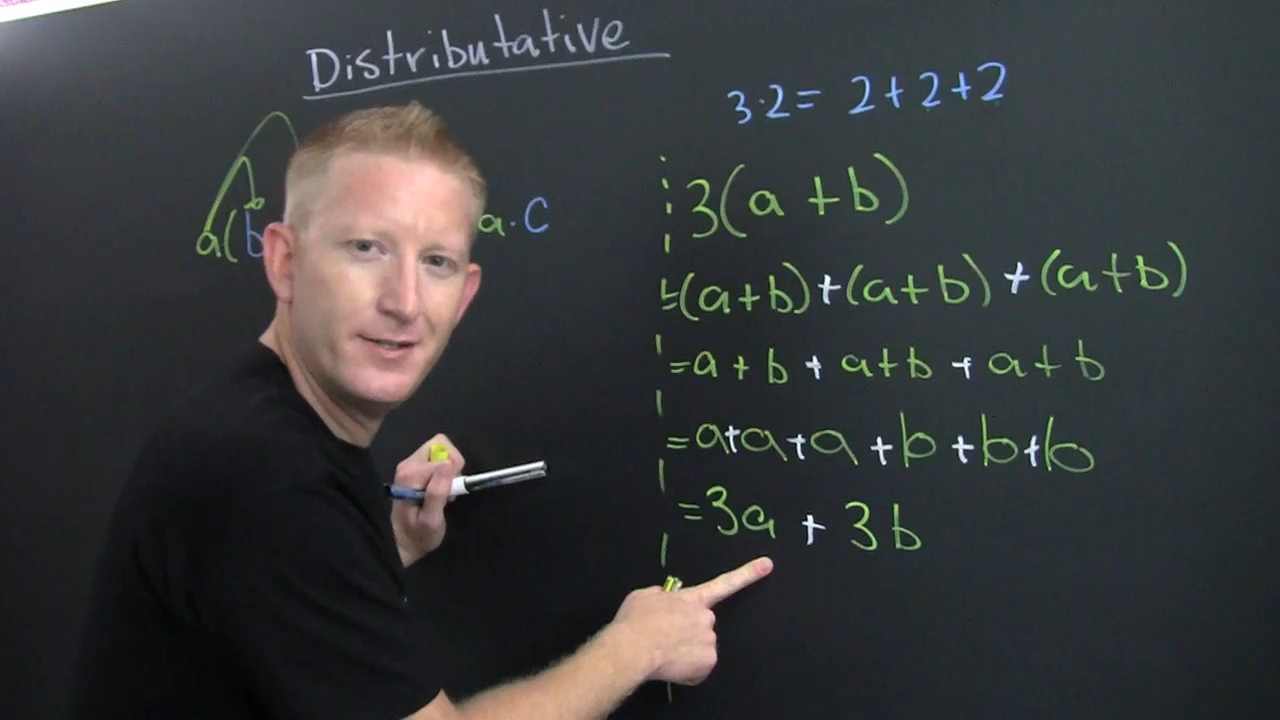 Distributative
a(b
a · c
3·2 = 2+2+2
3(a + b)
=(a+b)+(a+b) + (a+b)
=a + b + a+b + a + b
=a+a+a +b +b+b
=3a + 3b